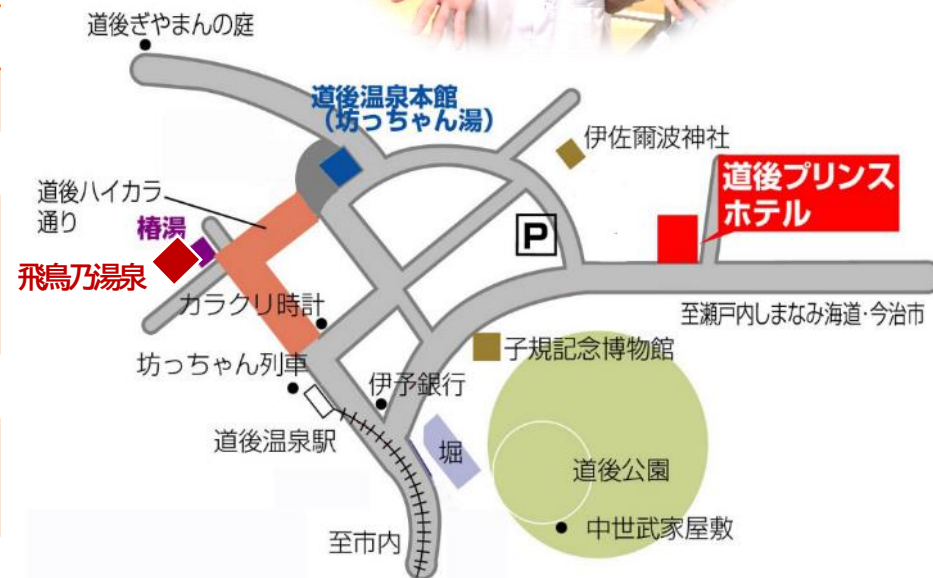 道後ぎやまんの庭
道後温泉本館
（坊っちゃん湯）
伊佐爾波神社
道後プリンス
ホテル
道後ハイカラ
通り
椿湯
飛鳥乃湯泉
P
カラクリ時計
至瀬戸内しまなみ海道・今治市
子規記念博物館
坊っちゃん列車
伊予銀行
道後温泉駅
堀
道後公園
中世武家屋敷
至市内